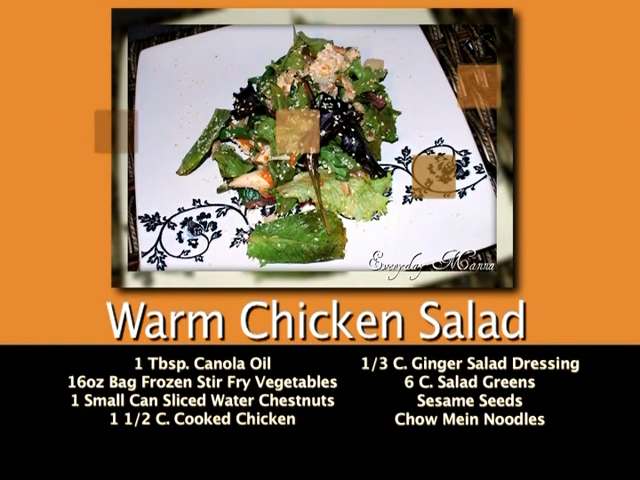 Everyday Manna
Warm Chicken Salad
1 Tbsp. Canola Oil
16oz Bag Frozen Stir Fry Vegetables
1 Small Can Sliced Water Chestnuts
1 1/2 C. Cooked Chicken
1/3 C. Ginger Salad Dressing
6 C. Salad Greens
Sesame Seeds
Chow Mein Noodles